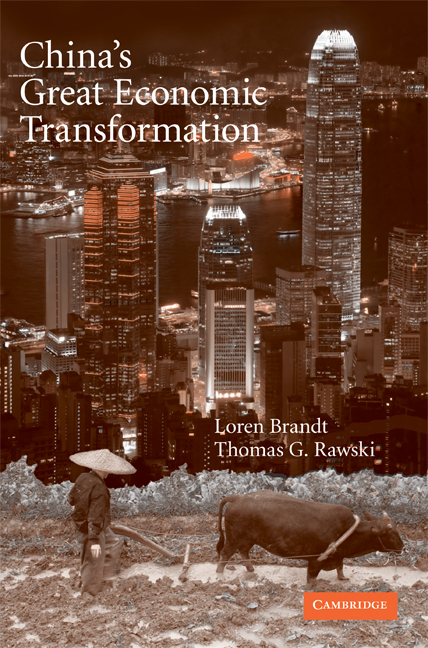 China's
Great Economic
Transformation
Loren Brandt
Thomas G. Rawski
CAMBRIDGE